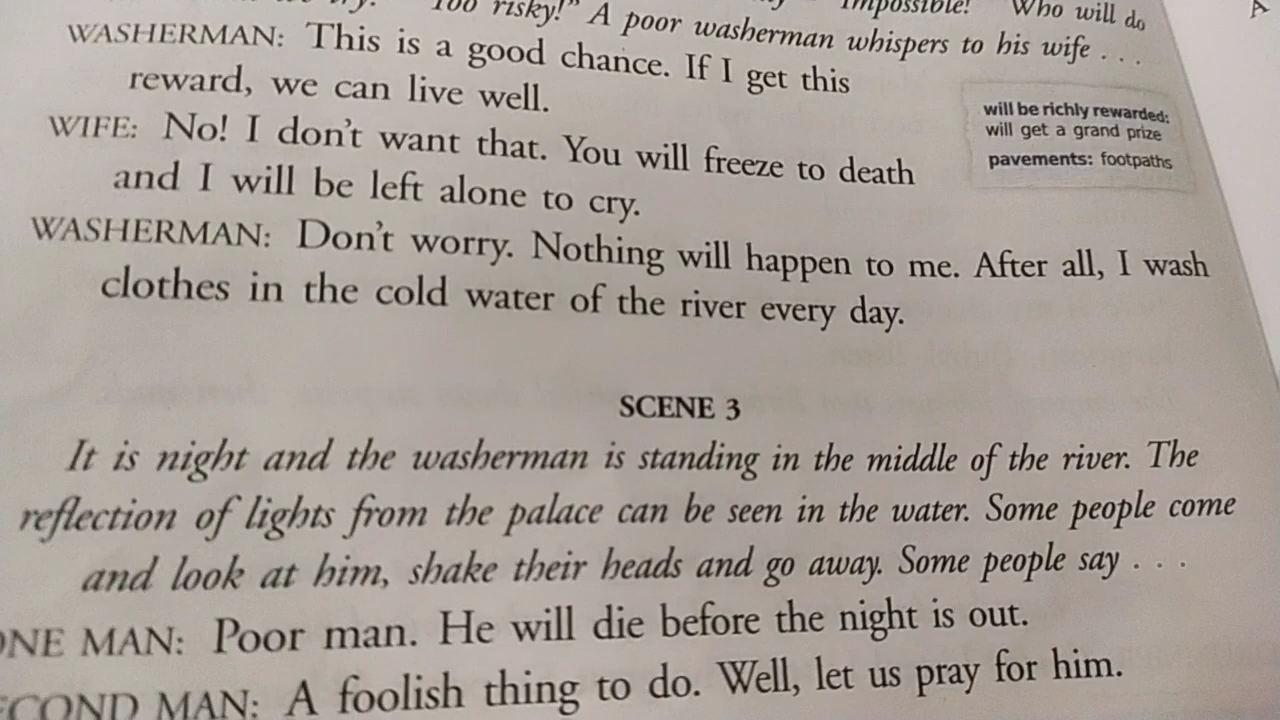 Too risky!" A poor washerman whispers to his wife . . .
Impossible! Who will do
WASHERMAN: This is a good chance. If I get this
reward, we can live well.
WIFE: No! I don't want that. You will freeze to death
and I will be left alone to cry.
WASHERMAN: Don't worry. Nothing will happen to me. After all, I wash
clothes in the cold water of the river every day.
will be richly rewarded:
will get a grand prize
pavements: footpaths
SCENE 3
It is night and the washerman is standing in the middle of the river. The
reflection of lights from the palace can be seen in the water. Some people come
and look at him, shake their heads and go away. Some people say . . .
ONE MAN: Poor man. He will die before the night is out.
SECOND MAN: A foolish thing to do. Well, let us pray for him.